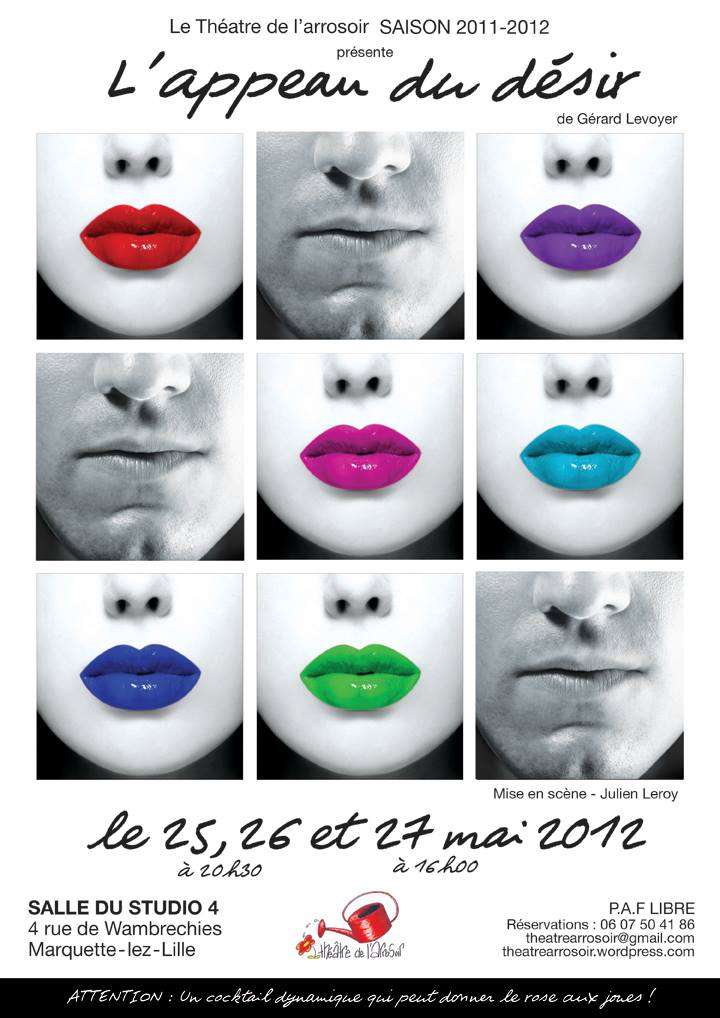 Le Théatre de l'arrosoir SAISON 2011-2012
présente
L'appeau du désir
de Gérard Levoyer
Mise en scène - Julien Leroy
le 25, 26 et 27 mai 2012
à 20h30 à 16h00
SALLE DU STUDIO 4
4 rue de Wambrechies
Marquette-lez-Lille
théâtre de l'arrosoir
P.A.F LIBRE
Réservations : 06 07 50 41 86
theatrearrosoir@gmail.com
theatrearrosoir.wordpress.com
ATTENTION : Un cocktail dynamique qui peut donner le rose aux joues !